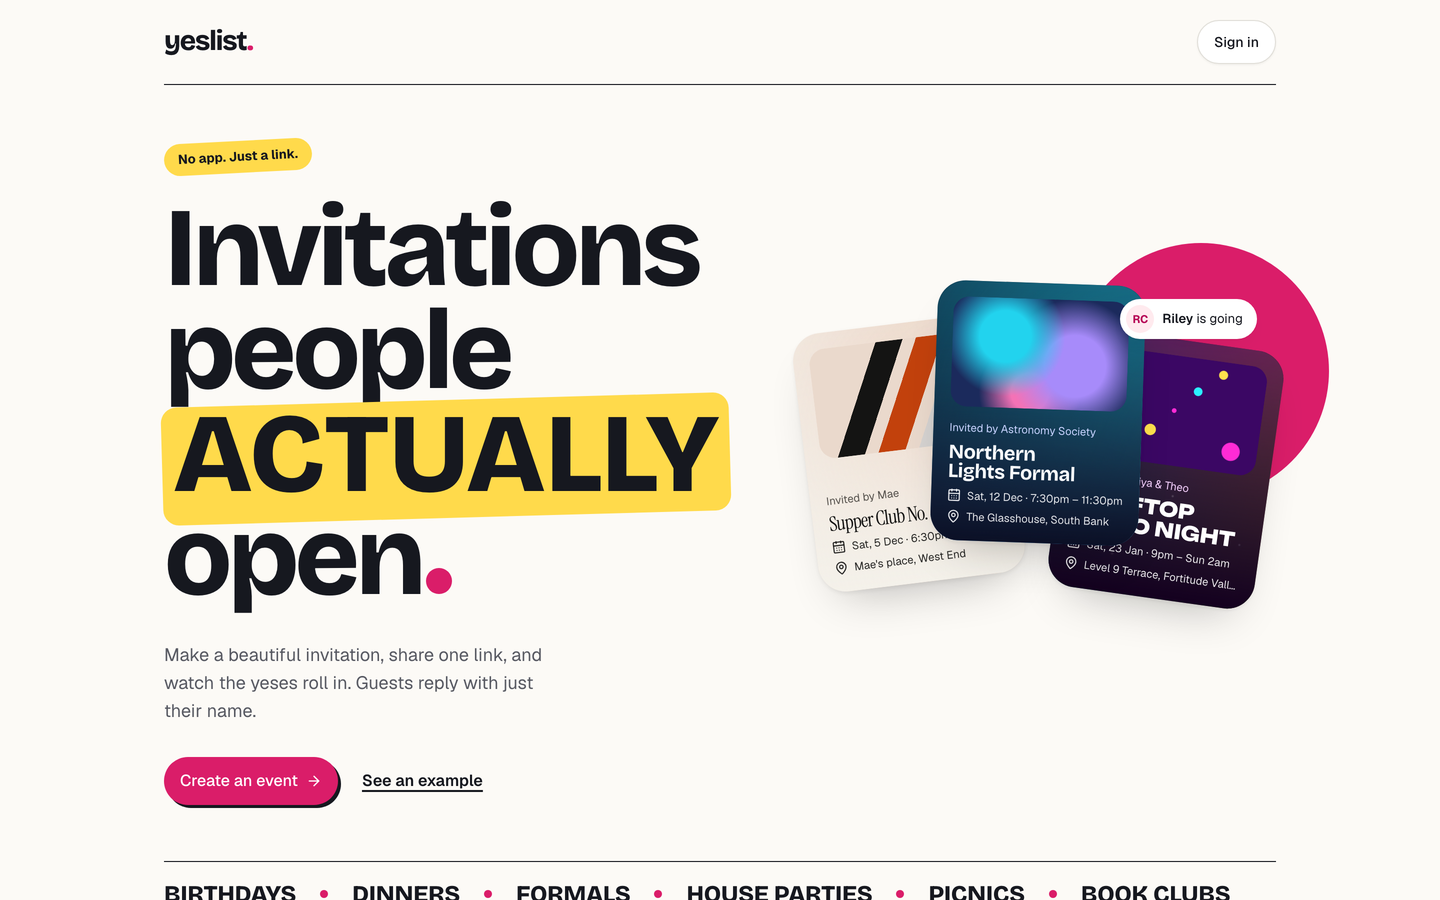 yeslist.
Sign in
No app. Just a link.
Invitations
people
ACTUALLY
open.
Make a beautiful invitation, share one link, and
watch the yeses roll in. Guests reply with just
their name.
Create an event →
See an example
Invited by Mae
Supper Club No.
Sat, 5 Dec · 6:30p
Mae's place, West End
Invited by Astronomy Society
Northern
Lights Formal
Sat, 12 Dec · 7:30pm – 11:30pm
The Glasshouse, South Bank
RC Riley is going
iya & Theo
FTOP
O NIGHT
Sat, 23 Jan · 9pm – Sun 2am
Level 9 Terrace, Fortitude Vall...
BIRTHDAYS • DINNERS • FORMALS • HOUSE PARTIES • PICNICS • BOOK CLUBS